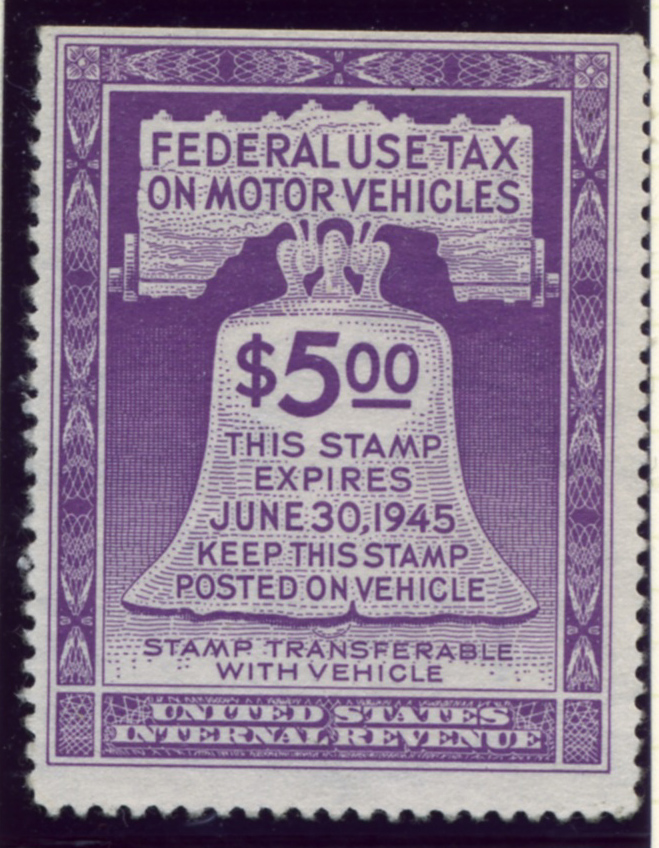 FEDERAL USE TAX
ON MOTOR VEHICLES
$5.00
THIS STAMP
EXPIRES
JUNE 30, 1945
KEEP THIS STAMP
POSTED ON VEHICLE
STAMP TRANSFERABLE
WITH VEHICLE
UNITED STATES
INTERNAL REVENUE